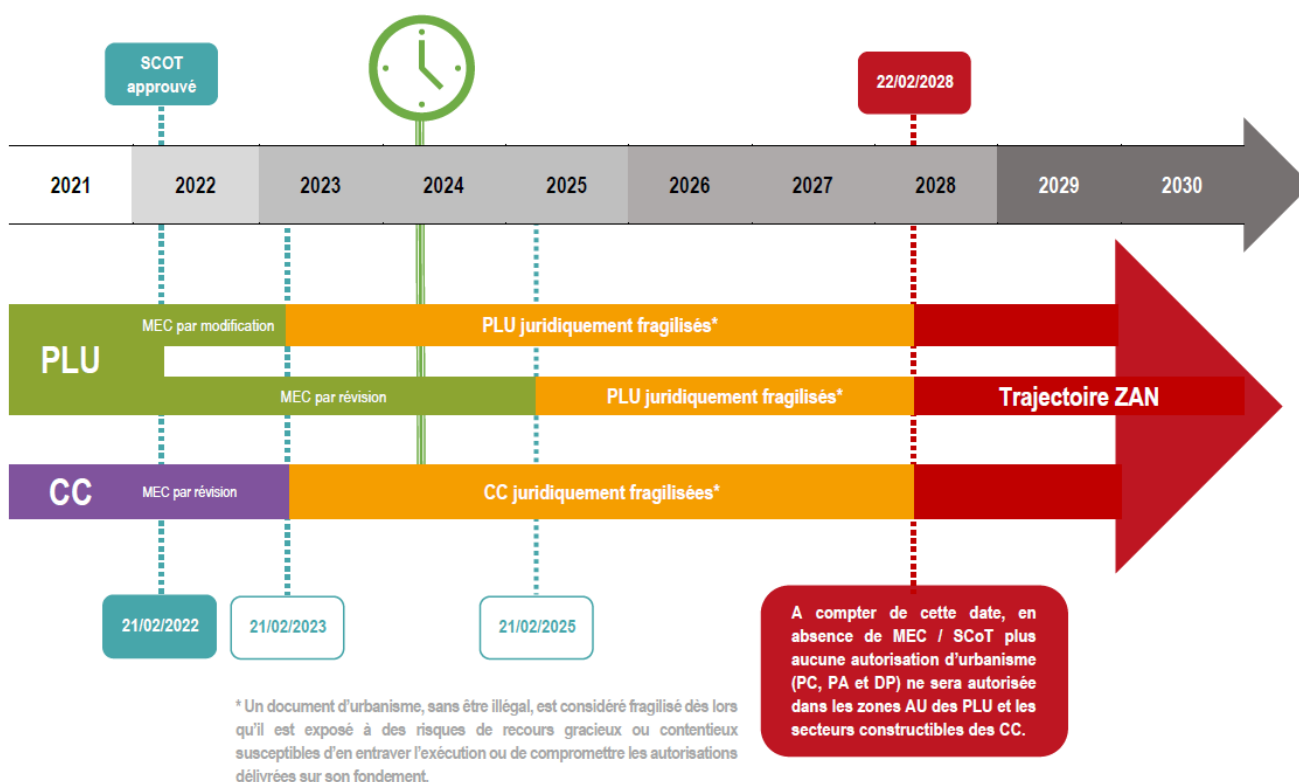 SCOT
approuvé
22/02/2028
2021 2022 2023 2024 2025 2026 2027 2028 2029 2030
PLU
MEC par modification
PLU juridiquement fragilisés*
MEC par révision
PLU juridiquement fragilisés*
Trajectoire ZAN
CC
MEC par révision
CC juridiquement fragilisées*
21/02/2022
21/02/2023
21/02/2025
A compter de cette date, en
absence de MEC / SCoT plus
aucune autorisation d'urbanisme
(PC, PA et DP) ne sera autorisée
dans les zones AU des PLU et les
secteurs constructibles des CC.
* Un document d'urbanisme, sans être illégal, est considéré fragilisé dès lors
qu'il est exposé à des risques de recours gracieux ou contentieux
susceptibles d'en entraver l'exécution ou de compromettre les autorisations
délivrées sur son fondement.